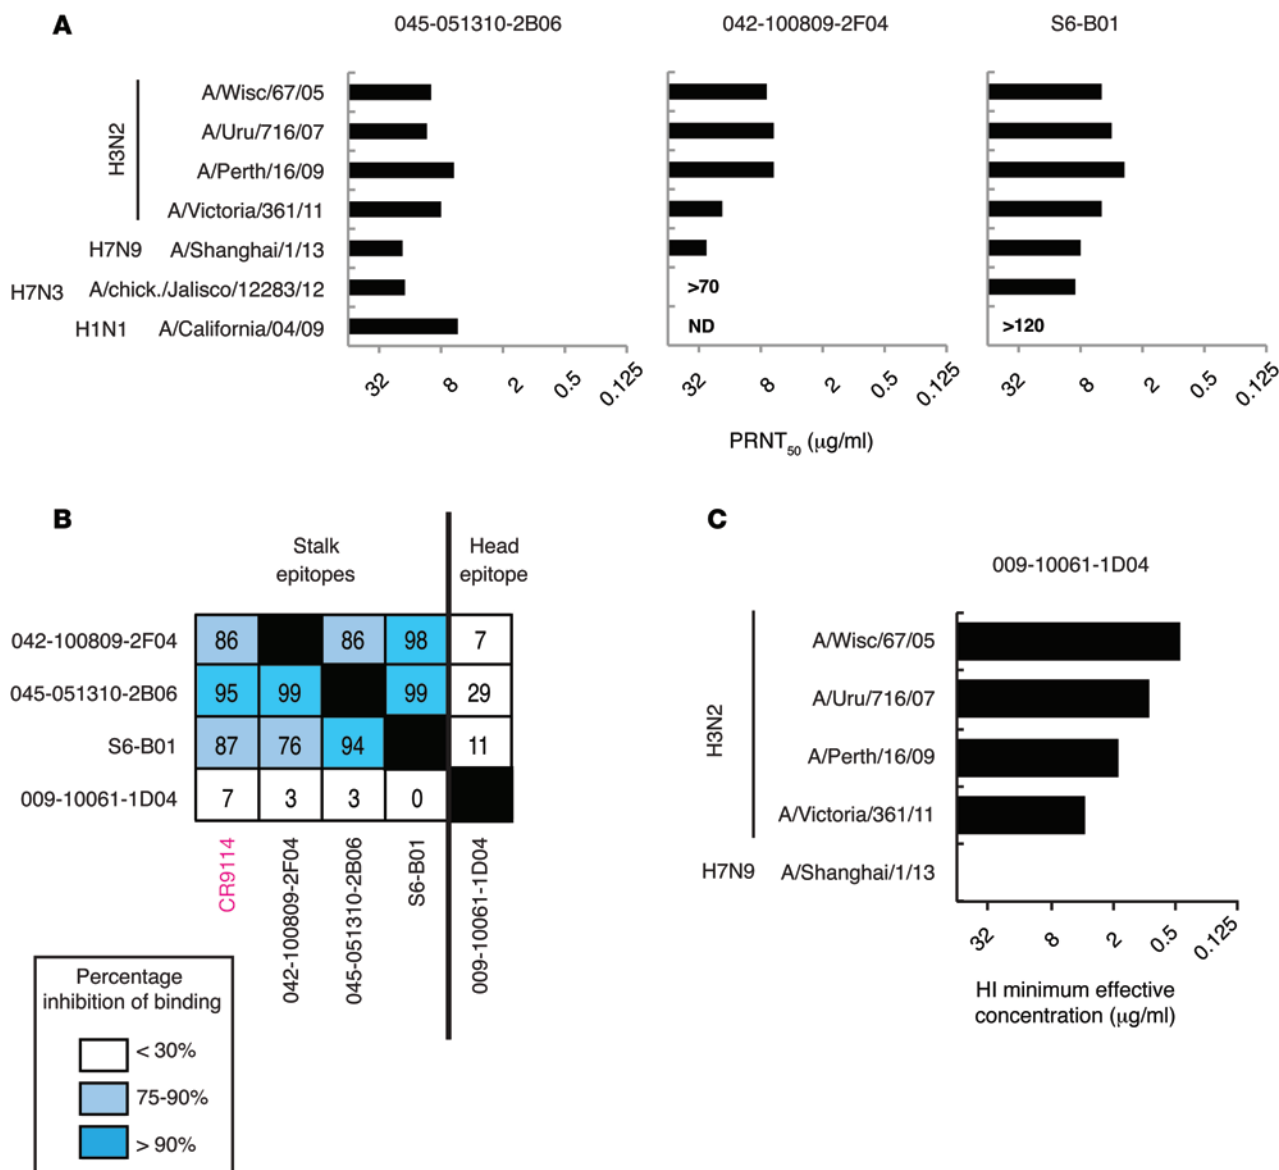 A
045-051310-2B06
042-100809-2F04
S6-B01
H3N2
A/Wisc/67/05
A/Uru/716/07
A/Perth/16/09
A/Victoria/361/11
H7N9 A/Shanghai/1/13
H7N3 A/chick./Jalisco/12283/12
H1N1 A/California/04/09
>70
ND
>120
32 8 2 0.5 0.125
32 8 2 0.5 0.125
32 8 2 0.5 0.125
PRNT50 (μg/ml)
B
Stalk
epitopes
Head
epitope
042-100809-2F04 86 86 98 7
045-051310-2B06 95 99 99 29
S6-B01 87 76 94 11
009-10061-1D04 7 3 3 0
CR9114
042-100809-2F04
045-051310-2B06
S6-B01
009-10061-1D04
Percentage
inhibition of binding
< 30%
75-90%
> 90%
C
009-10061-1D04
H3N2
A/Wisc/67/05
A/Uru/716/07
A/Perth/16/09
A/Victoria/361/11
H7N9 A/Shanghai/1/13
32 8 2 0.5 0.125
HI minimum effective
concentration (μg/ml)